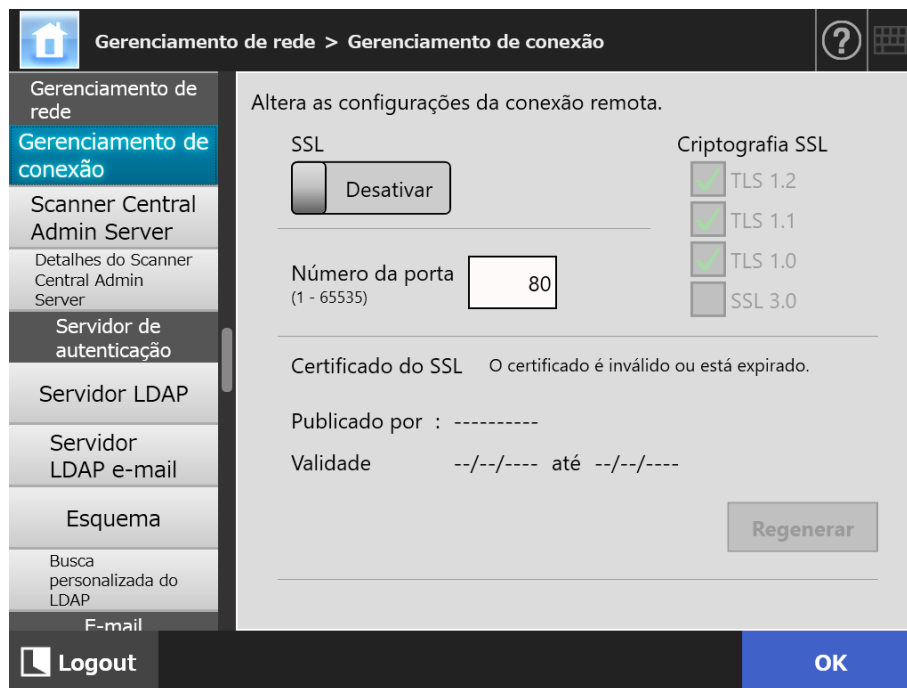 Gerenciamento de rede > Gerenciamento de conexão
?
Gerenciamento de
rede
Gerenciamento de
conexão
Scanner Central
Admin Server
Detalhes do Scanner
Central Admin
Server
Servidor de
autenticação
Servidor LDAP
Servidor
LDAP e-mail
Esquema
Busca
personalizada do
LDAP
E-mail
Altera as configurações da conexão remota.
SSL
Desativar
Criptografia SSL
TLS 1.2
TLS 1.1
TLS 1.0
SSL 3.0
Número da porta
(1 - 65535)
80
Certificado do SSL O certificado é inválido ou está expirado.
Publicado por : ----------
Validade --/--/---- até --/--/----
Regenerar
Logout
OK